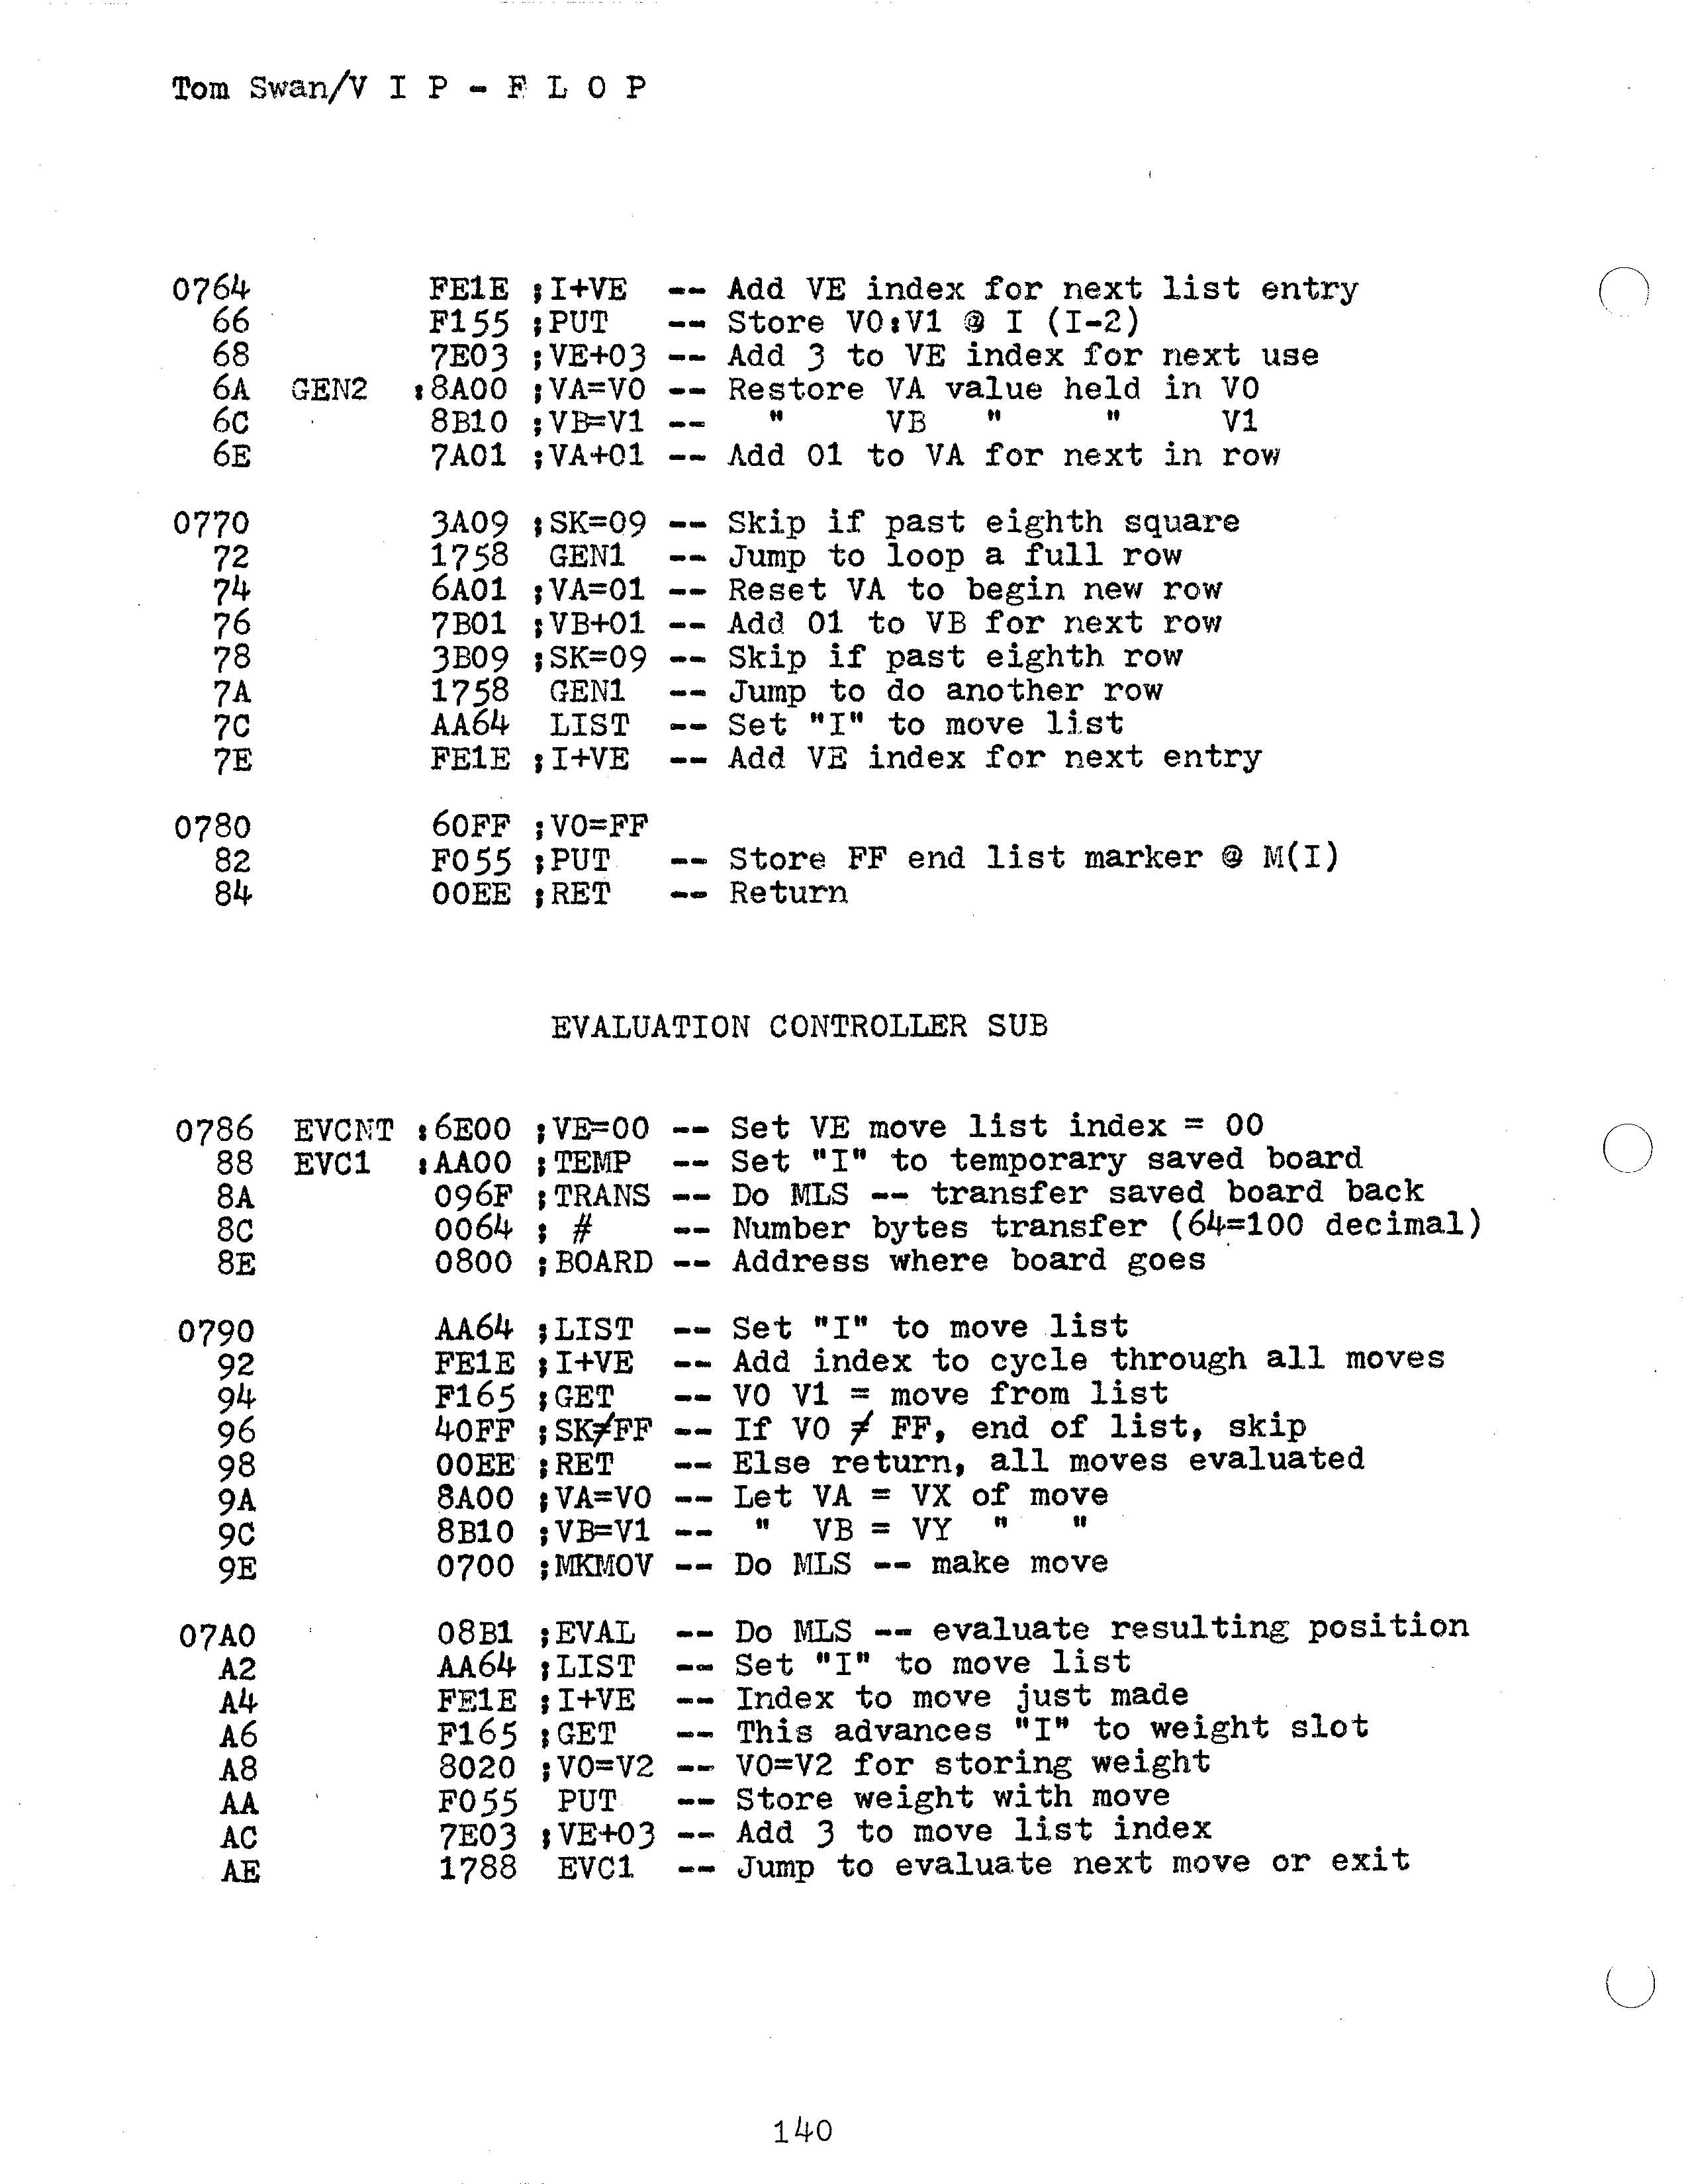 Tom Swan/V I P - F L O P
0764 FE1E ;I+VE -- Add VE index for next list entry
66 F155 ;PUT -- Store V0:V1 @ I (I-2)
68 7E03 ;VE+03 -- Add 3 to VE index for next use
6A GEN2 :8A00 ;VA=V0 -- Restore VA value held in V0
6C 8B10 ;VB=V1 -- " VB " " V1
6E 7A01 ;VA+01 -- Add 01 to VA for next in row
0770 3A09 ;SK=09 -- Skip if past eighth square
72 1758 GEN1 -- Jump to loop a full row
74 6A01 ;VA=01 -- Reset VA to begin new row
76 7B01 ;VB+01 -- Add 01 to VB for next row
78 3B09 ;SK=09 -- Skip if past eighth row
7A 1758 GEN1 -- Jump to do another row
7C AA64 LIST -- Set "I" to move list
7E FE1E ;I+VE -- Add VE index for next entry
0780 60FF ;V0=FF
82 F055 ;PUT -- Store FF end list marker @ M(I)
84 00EE ;RET -- Return
EVALUATION CONTROLLER SUB
0786 EVCNT :6E00 ;VE=00 -- Set VE move list index = 00
88 EVC1 :AA00 ;TEMP -- Set "I" to temporary saved board
8A 096F ;TRANS -- Do MLS -- transfer saved board back
8C 0064 ; # -- Number bytes transfer (64=100 decimal)
8E 0800 ;BOARD -- Address where board goes
0790 AA64 ;LIST -- Set "I" to move list
92 FE1E ;I+VE -- Add index to cycle through all moves
94 F165 ;GET -- V0 V1 = move from list
96 40FF ;SK≠FF -- If V0 ≠ FF, end of list, skip
98 00EE ;RET -- Else return, all moves evaluated
9A 8A00 ;VA=V0 -- Let VA = VX of move
9C 8B10 ;VB=V1 -- " VB = VY " "
9E 0700 ;MKMOV -- Do MLS -- make move
07A0 08B1 ;EVAL -- Do MLS -- evaluate resulting position
A2 AA64 ;LIST -- Set "I" to move list
A4 FE1E ;I+VE -- Index to move just made
A6 F165 ;GET -- This advances "I" to weight slot
A8 8020 ;V0=V2 -- V0=V2 for storing weight
AA F055 PUT -- Store weight with move
AC 7E03 ;VE+03 -- Add 3 to move list index
AE 1788 EVC1 -- Jump to evaluate next move or exit
140